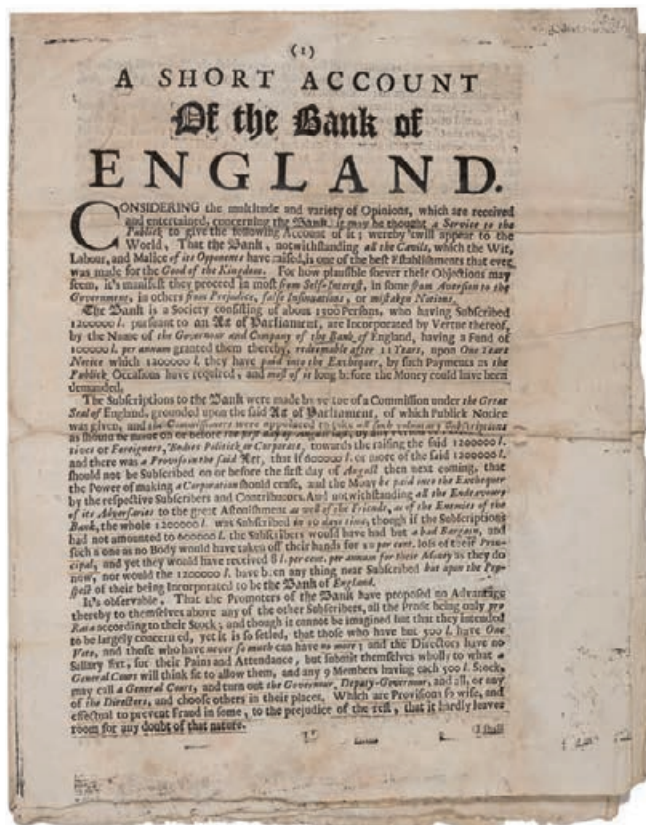 (1)
A SHORT ACCOUNT
Of the Bank of
ENGLAND.
CONSIDERING the multitude and variety of Opinions, which are received
and entertained, concerning the Bank; it may be thought a Service to the
Publick to give the following Account of it; whereby 'twill appear to the
World, That the Bank, notwithstanding all the Cavils, which the Wit,
Labour, and Malice of its Opponents have raised, is one of the best Establishments that ever
was made for the Good of the Kingdom. For how plausible soever their Objections may
seem, it's manifest they proceed in most from Self-Interest, in some from Aversion to the
Government, in others from Prejudice, false Insinuations, or mistaken Notions.
The Bank is a Society consisting of about 1300 Persons, who having Subscribed
1200000 l. pursuant to an Act of Parliament, are Incorporated by Vertue thereof,
by the Name of the Governour and Company of the Bank of England, having a Fund of
100000 l. per annum granted them thereby, redeemable after 11 Years, upon One Years
Notice which 1200000 l. they have paid into the Exchequer, by such Payments as the
Publick Occasions have required, and most of it long before the Money could have been
demanded.
The Subscriptions to the Bank were made by vertue of a Commission under the Great
Seal of England, grounded upon the said Act of Parliament, of which Publick Notice
was given, and the Commissioners were appointed to take all such voluntary Subscriptions
as should be made on or before the first day of August last, by any Person
or Foreigners, Bodies Politick or Corporate, towards the raising the said 1200000 l.
and there was a Proviso in the said Act, that if 600000 l. or more of the said 1200000 l.
should not be Subscribed on or before the first day of August then next coming, that
the Power of making a Corporation should cease, and the Mony be paid into the Exchequer
by the respective Subscribers and Contributors. And notwithstanding all the Endeavours
of its Adversaries to the great Astonishment as well of the Friends, as of the Enemies of the
Bank, the whole 1200000 l. was Subscribed in 10 days time, though if the Subscriptions
had not amounted to 600000 l. the Subscribers would have had but a bad Bargain, and
such a one as no Body would have taken off their hands for 20 per cent. loss of their Prin-
cipal, and yet they would have received 8 l. per cent. per annum for their Mony as they do
now, nor would the 1200000 l. have been any thing near Subscribed but upon the Pro-
spect of their being Incorporated to be the Bank of England.
It's observable, That the Promoters of the Bank have proposed no Advantage
thereby to themselves above any of the other Subscribers, all the Profit being only pro
Rata according to their Stock; and though it cannot be imagined but that they intended
to be largely concerned, yet it is so settled, that those who have but 500 l. have One
Vote, and those who have never so much can have no more; and the Directors have no
Sallary fixt, for their Pains and Attendance, but submit themselves wholly to what a
General Court will think fit to allow them, and any 9 Members having each 500 l. Stock,
may call a General Court, and turn out the Governour, Deputy-Governour, and all, or any
of the Directors, and choose others in their places. Which are Provisions so wise, and
effectual to prevent Fraud in some, to the prejudice of the rest, that it hardly leaves
room for any doubt of that nature.
I shall